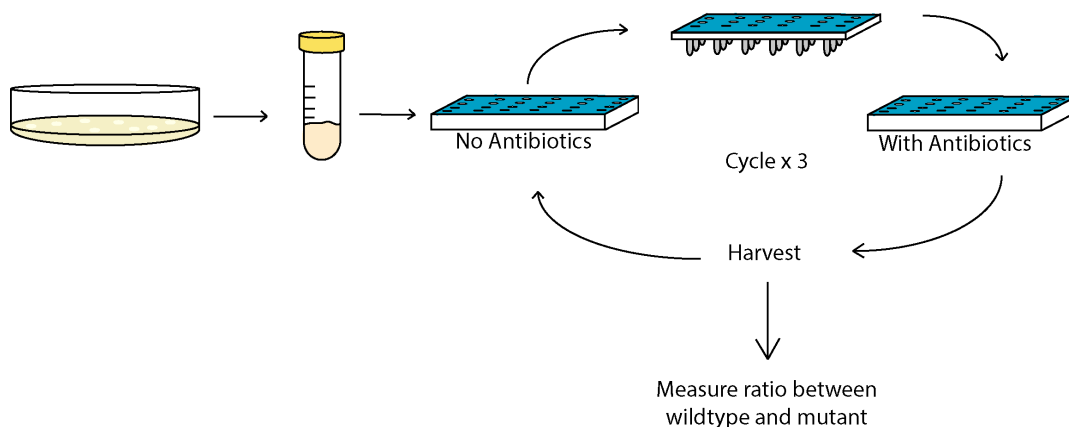 No Antibiotics
With Antibiotics
Cycle x 3
Harvest
Measure ratio between
wildtype and mutant